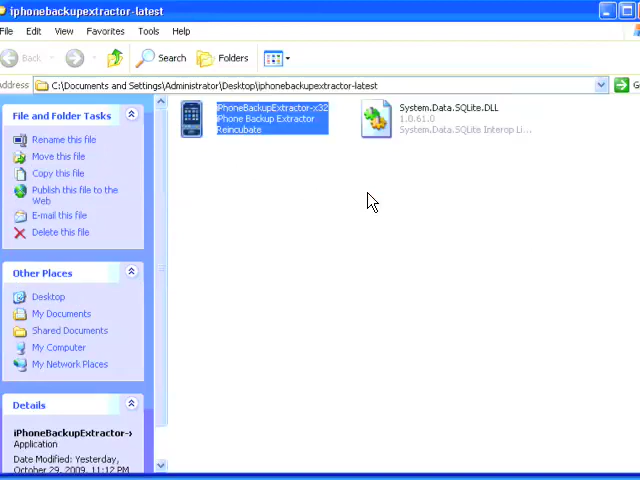 iphonebackupextractor-latest
File Edit View Favorites Tools Help
Back Search Folders
Address C:\Documents and Settings\Administrator\Desktop\iphonebackupextractor-latest
File and Folder Tasks
Rename this file
Move this file
Copy this file
Publish this file to the
Web
E-mail this file
Delete this file
Other Places
Desktop
My Documents
Shared Documents
My Computer
My Network Places
Details
iPhoneBackupExtractor-x
Application
Date Modified: Yesterday,
October 29, 2009, 11:12 PM
iPhoneBackupExtractor-x32
iPhone Backup Extractor
Reincubate
System.Data.SQLite.DLL
1.0.61.0
System.Data.SQLite Interop Li...